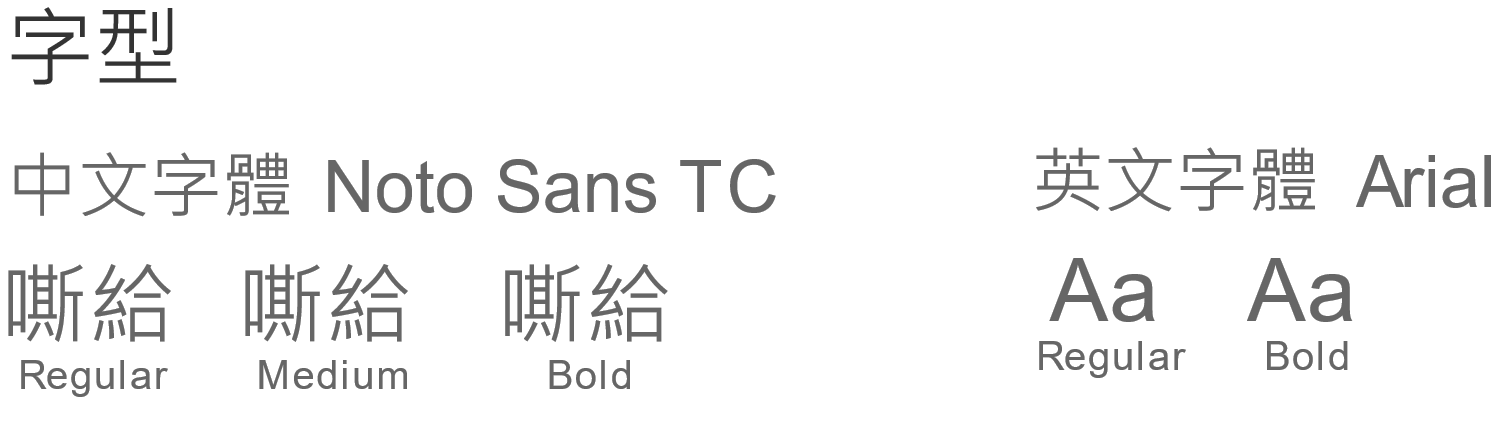 字型
中文字體 Noto Sans TC
嘶給 嘶給 嘶給
Regular Medium Bold
英文字體 Arial
Aa Aa
Regular Bold